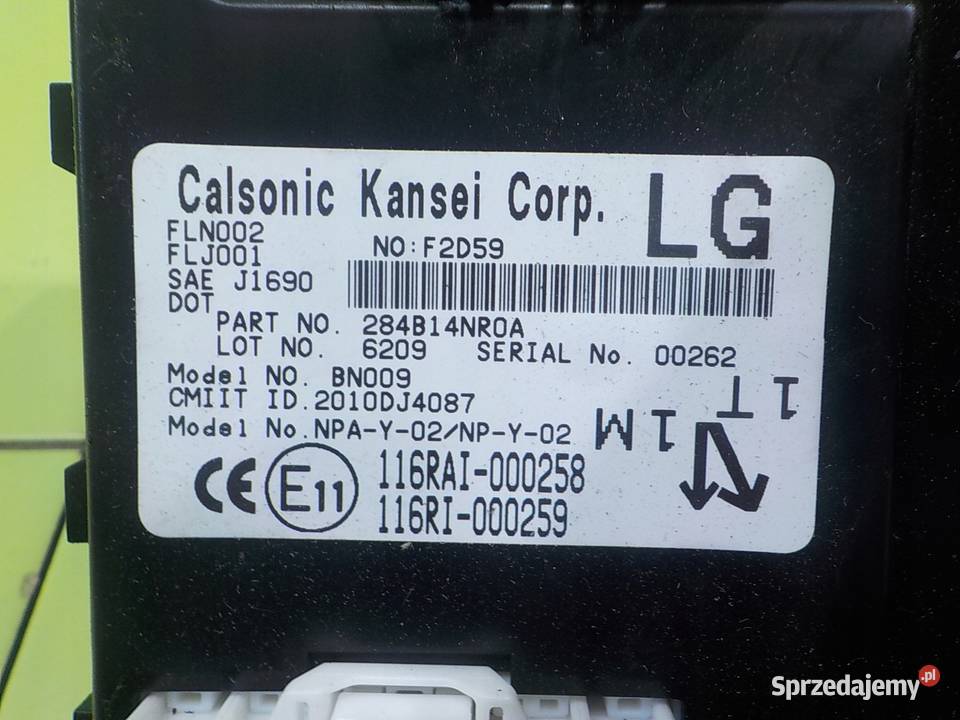 Calsonic Kansei Corp. LG
FLN002
FLJ001 NO:F2D59
SAE J1690
DOT
PART NO. 284B14NR0A
LOT NO. 6209 SERIAL No. 00262
Model NO. BN009
CMIIT ID.2010DJ4087
Model No.NPA-Y-02/NP-Y-02
1T
1M
CE E11 116RAI-000258
116RI-000259
Sprzedajemy.pl